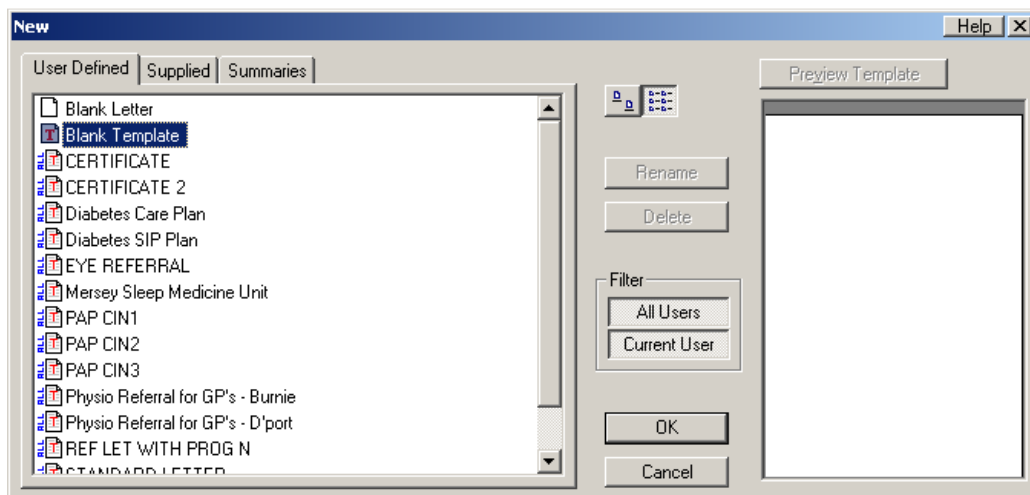 New
Help
User Defined
Supplied
Summaries
Preview Template
Blank Letter
Blank Template
CERTIFICATE
CERTIFICATE 2
Diabetes Care Plan
Diabetes SIP Plan
EYE REFERRAL
Mersey Sleep Medicine Unit
PAP CIN1
PAP CIN2
PAP CIN3
Physio Referral for GP's - Burnie
Physio Referral for GP's - D'port
REF LET WITH PROG N
STANDARD LETTER
Rename
Delete
Filter
All Users
Current User
OK
Cancel